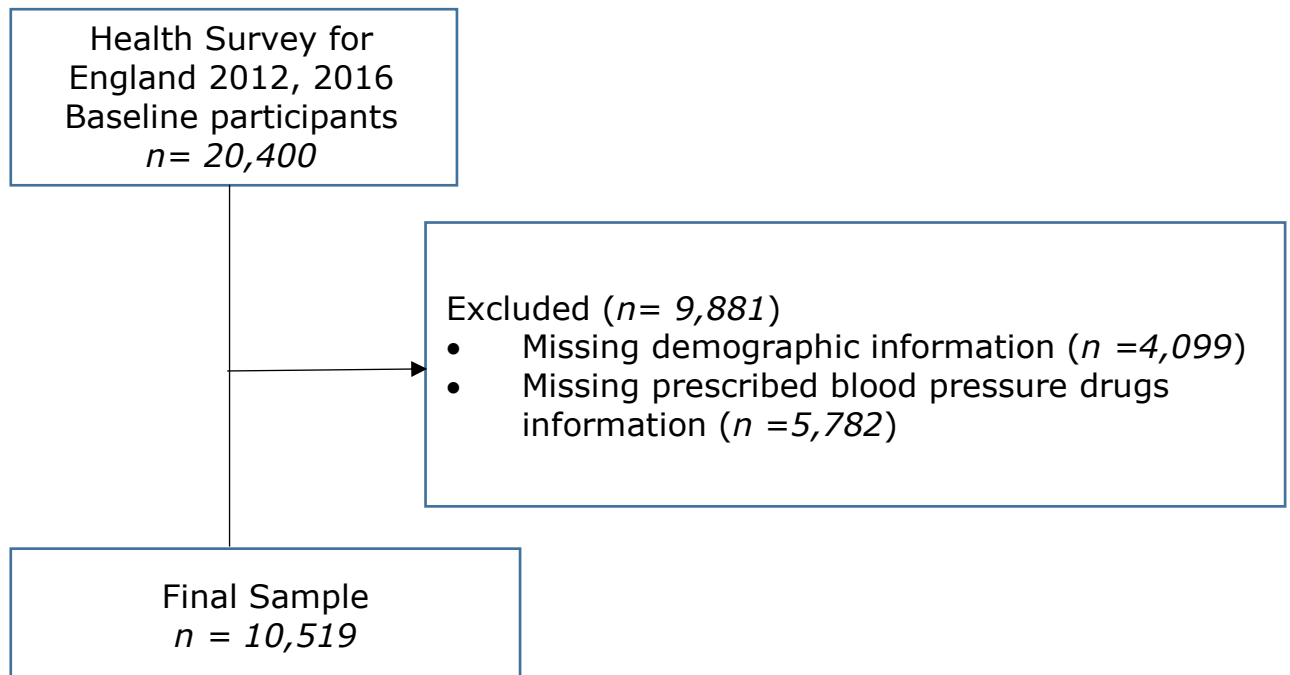 Health Survey for
England 2012, 2016
Baseline participants
n= 20,400
Excluded (n= 9,881)
• Missing demographic information (n =4,099)
• Missing prescribed blood pressure drugs
information (n =5,782)
Final Sample
n = 10,519